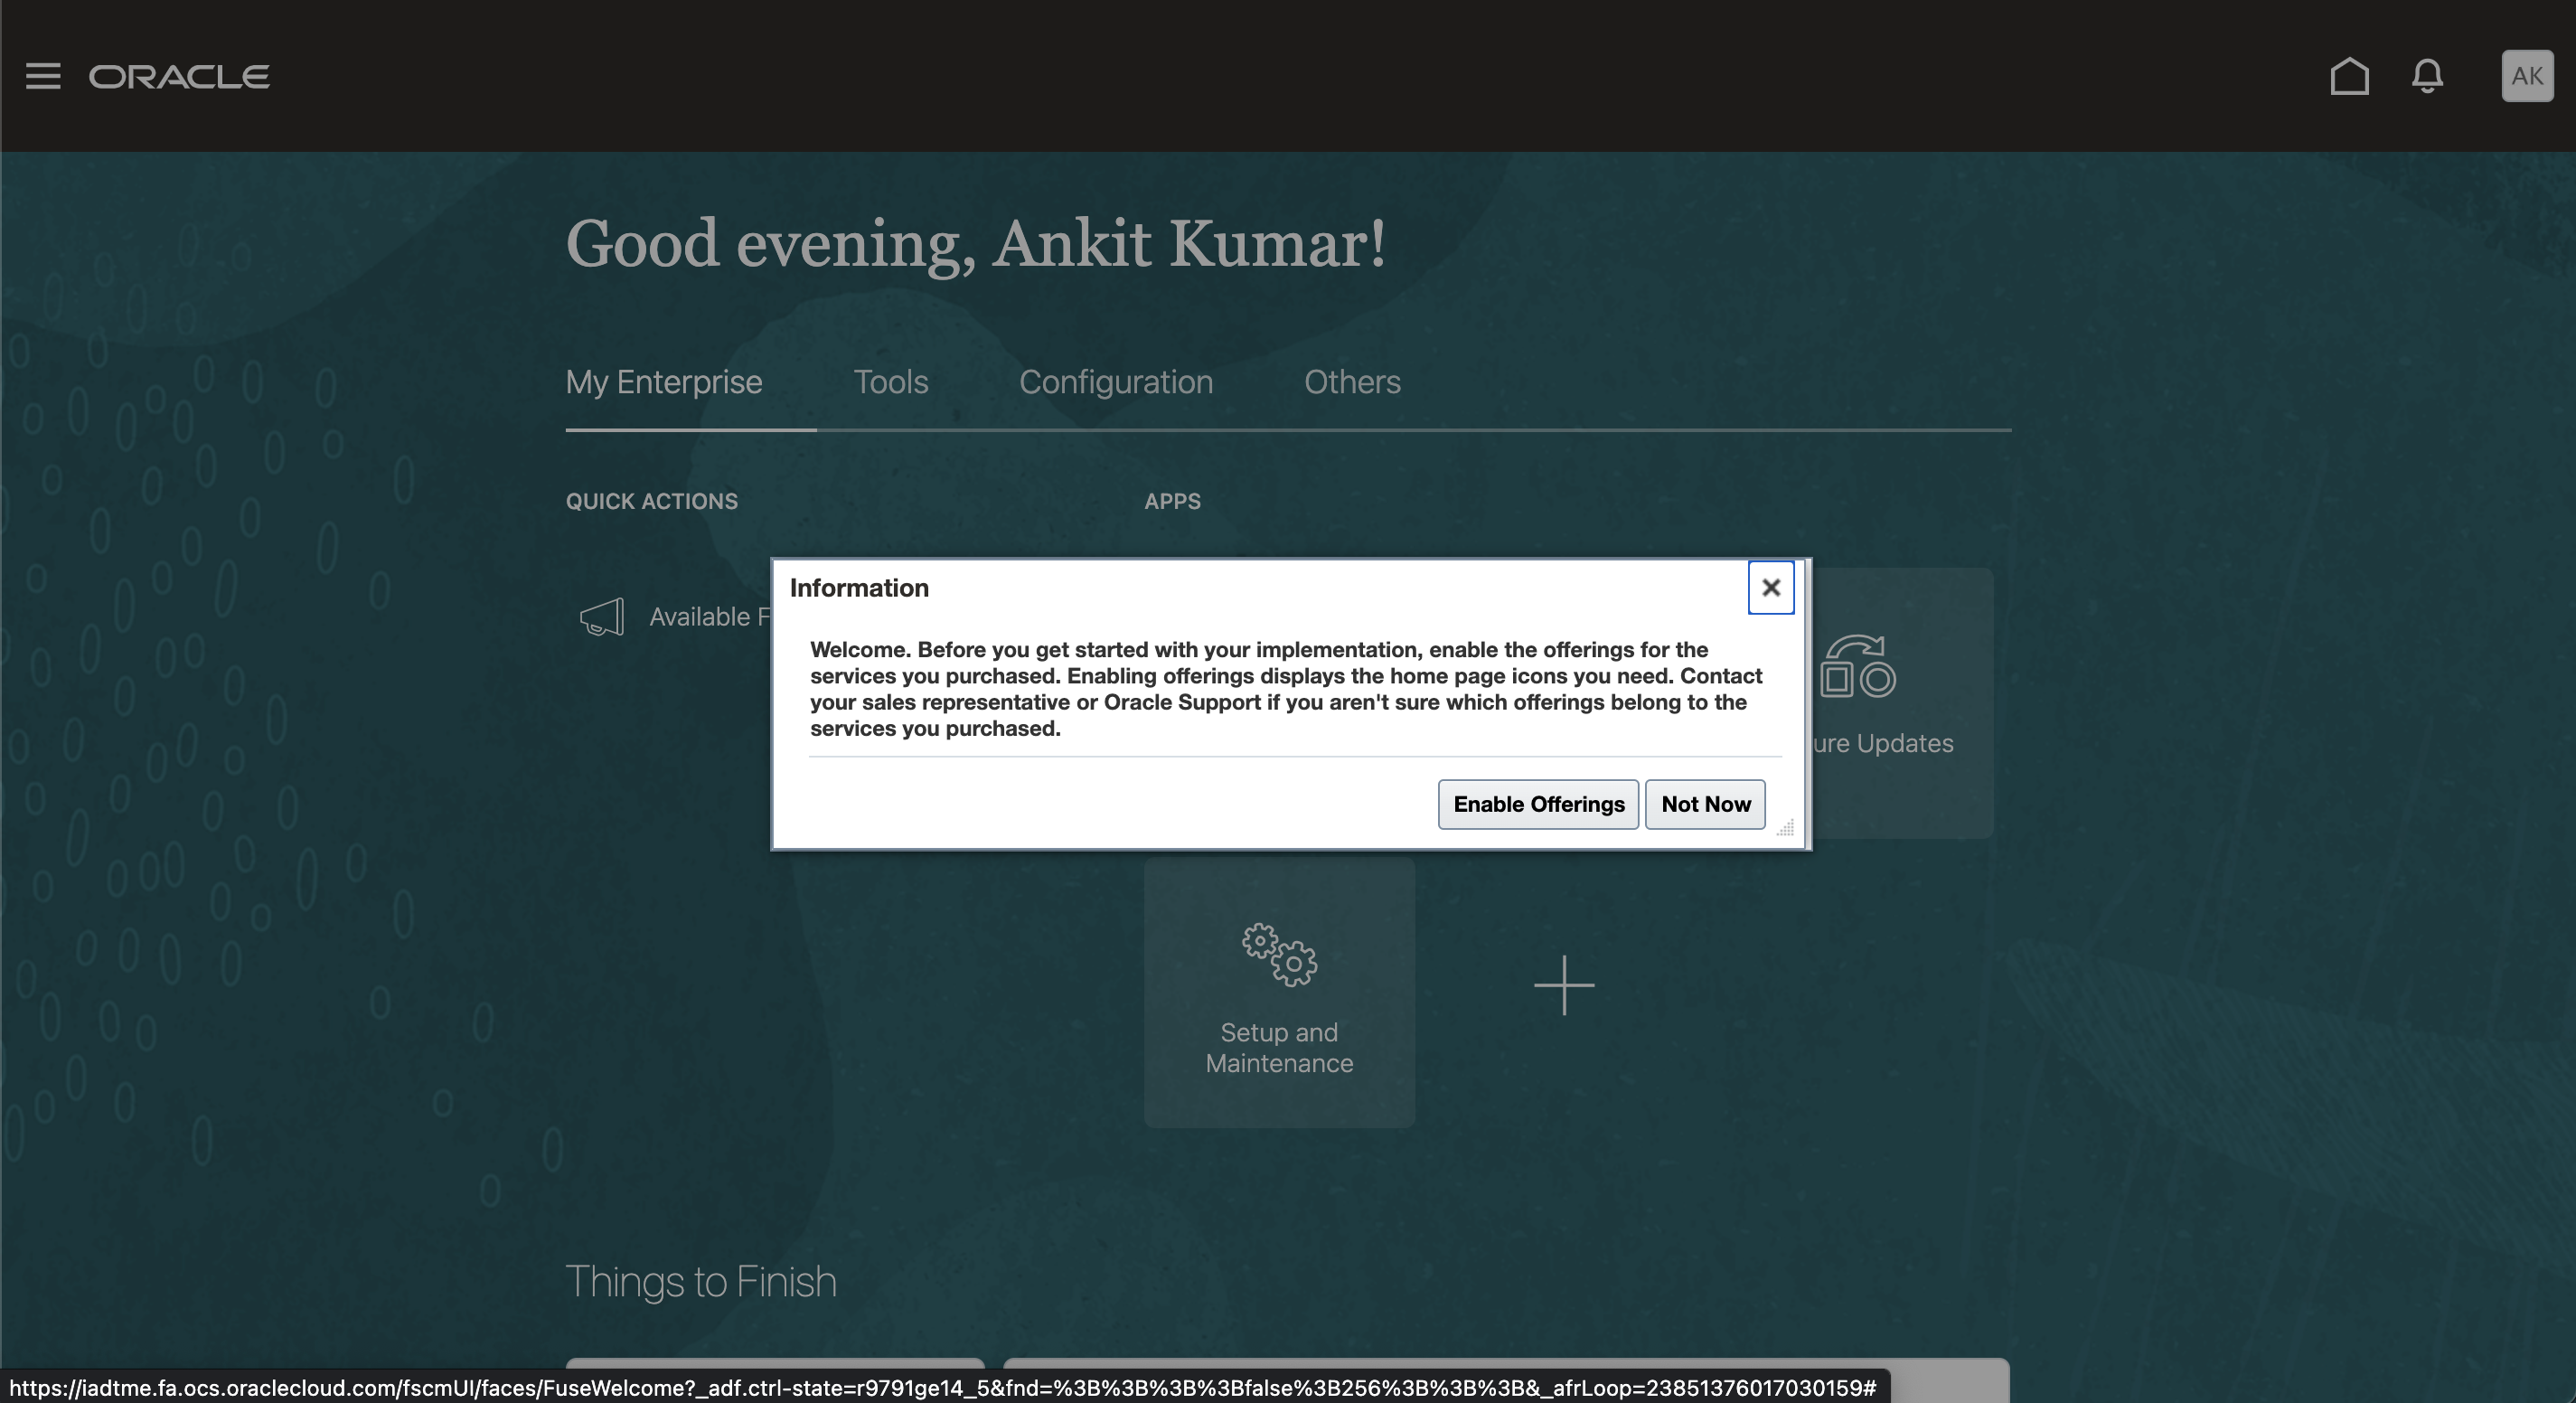 ORACLE
AK
Good evening, Ankit Kumar!
My Enterprise
Tools
Configuration
Others
QUICK ACTIONS
APPS
Available F
Information
Welcome. Before you get started with your implementation, enable the offerings for the
services you purchased. Enabling offerings displays the home page icons you need. Contact
your sales representative or Oracle Support if you aren't sure which offerings belong to the
services you purchased.
Enable Offerings
Not Now
ure Updates
Setup and
Maintenance
Things to Finish
https://iadtme.fa.ocs.oraclecloud.com/fscmUI/faces/FuseWelcome?_adf.ctrl-state=r9791ge14_5&fnd=%3B%3B%3B%3Bfalse%3B256%3B%3B%3B&_afrLoop=23851376017030159#